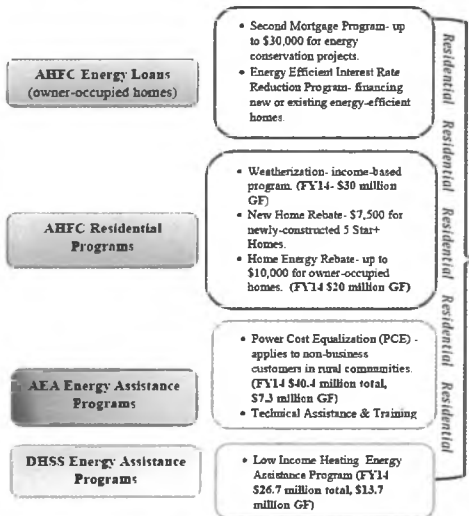 AHFC Energy Loans
(owner-occupied homes)
• Second Mortgage Program- up
to $30,000 for energy
conservation projects.
• Energy Efficient Interest Rate
Reduction Program- financing
new or existing energy-efficient
homes.
AHFC Residential
Programs
• Weatherization- income-based
program. (FY14- $30 million
GF)
• New Home Rebate- $7,500 for
newly-constructed 5 Star+
Homes.
• Home Energy Rebate- up to
$10,000 for owner-occupied
homes. (FY14 $20 million GF)
AEA Energy Assistance
Programs
• Power Cost Equalization (PCE) -
applies to non-business
customers in rural communities.
(FY14 $40.4 million total,
$7.3 million GF)
• Technical Assistance & Training
DHSS Energy Assistance
Programs
• Low Income Heating Energy
Assistance Program (FY14
$26.7 million total, $13.7
million GF)
Residential Residential Residential Residential Residential